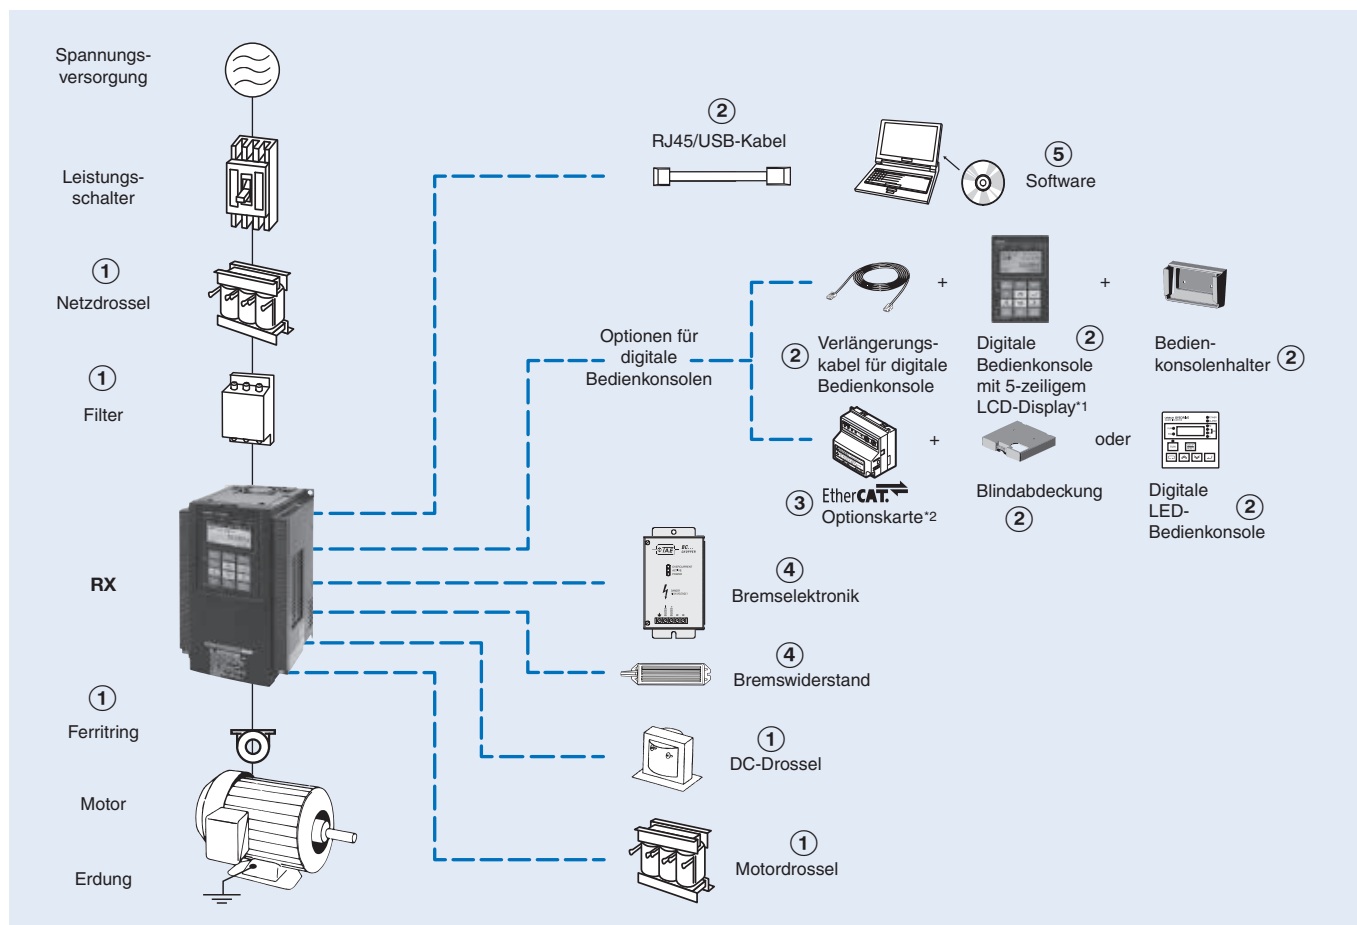 Spannungs-
versorgung
Leistungs-
schalter
1
Netzdrossel
1
Filter
RX
1
Ferritring
Motor
Erdung
2
RJ45/USB-Kabel
5
Software
Optionen für
digitale
Bedienkonsolen
+
+
2
Verlängerungs-
kabel für digitale
Bedienkonsole
Digitale
2
Bedienkonsole
mit 5-zeiligem
LCD-Display*1
Bedien-
konsolenhalter
2
+
oder
3
EtherCAT.
Optionskarte*2
Blindabdeckung
2
Digitale
LED-
Bedienkonsole
2
4
Bremselektronik
4
Bremswiderstand
1
DC-Drossel
1
Motordrossel